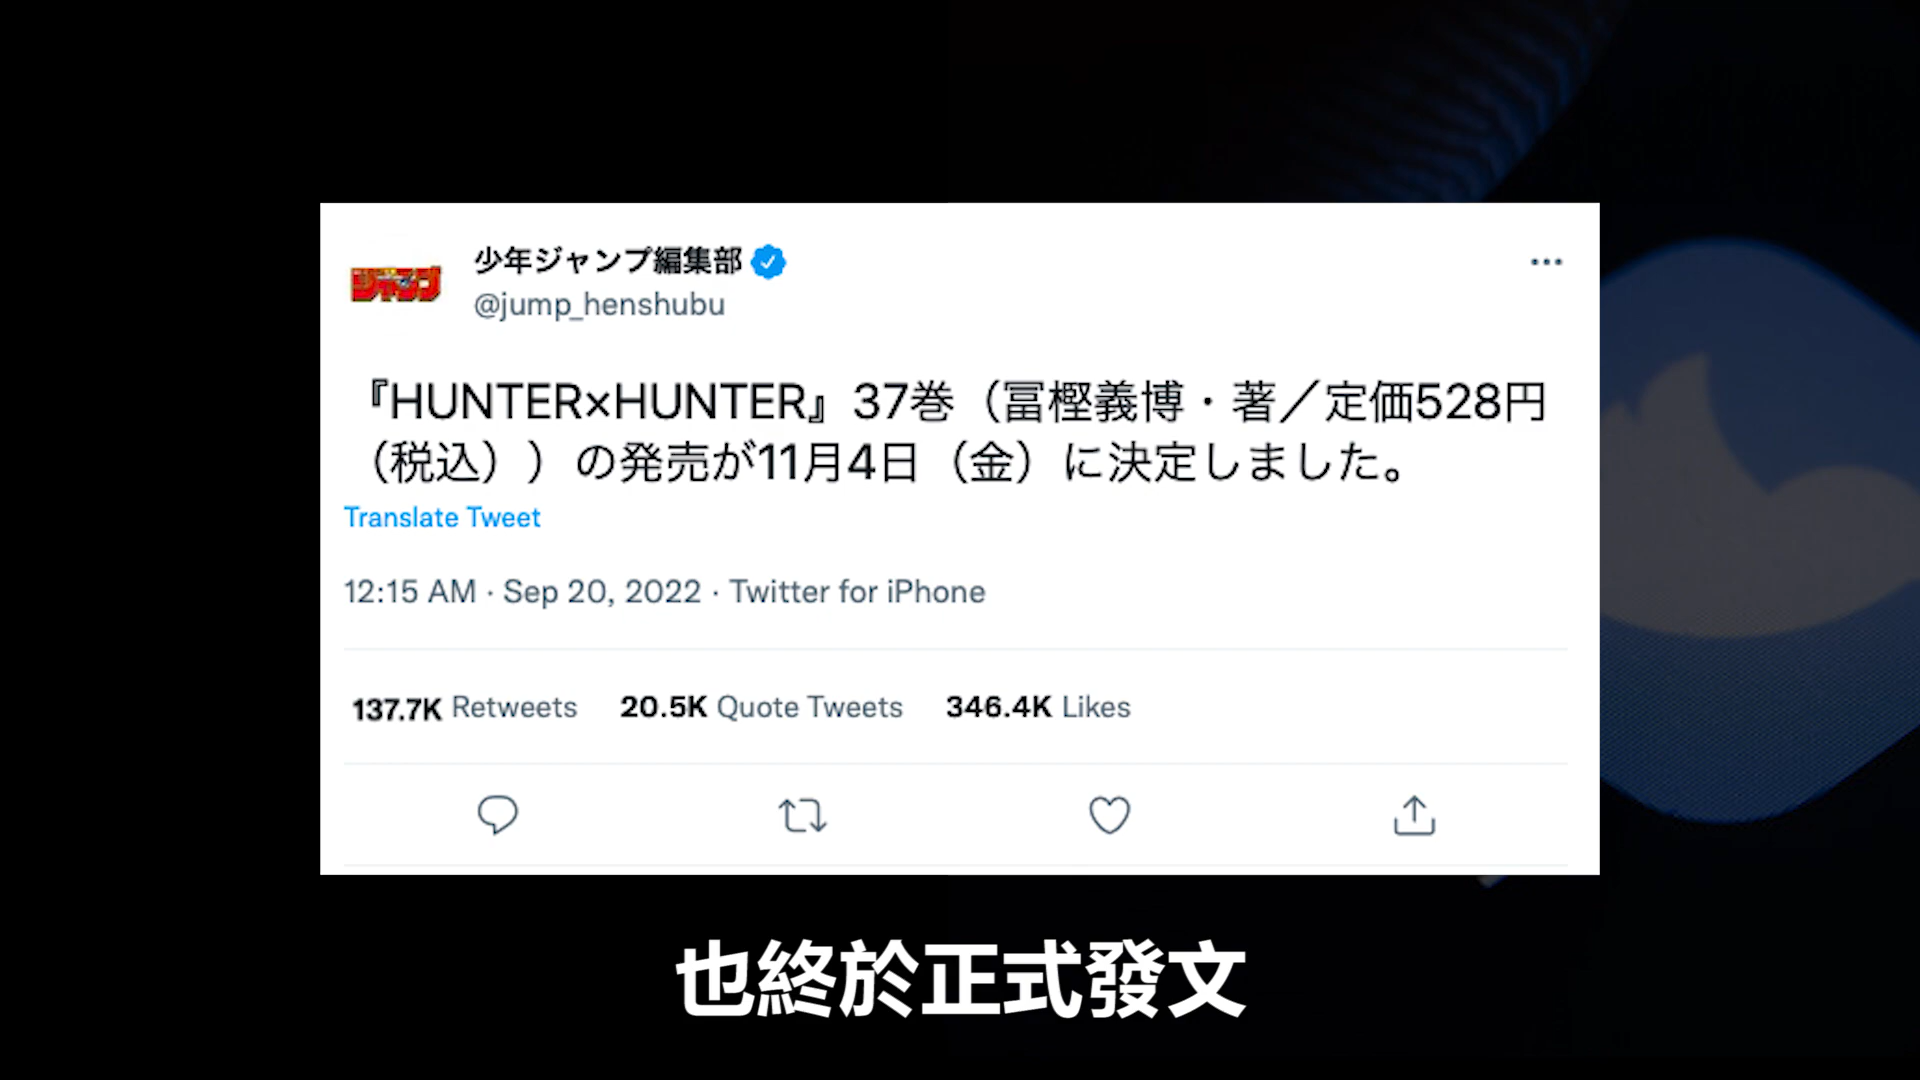 ジャンプ
少年ジャンプ編集部
@jump_henshubu
『HUNTER×HUNTER』37巻（冨樫義博・著／定価528円
（税込））の発売が11月4日（金）に決定しました。
Translate Tweet
12:15 AM · Sep 20, 2022 · Twitter for iPhone
137.7K Retweets 20.5K Quote Tweets 346.4K Likes
也終於正式發文